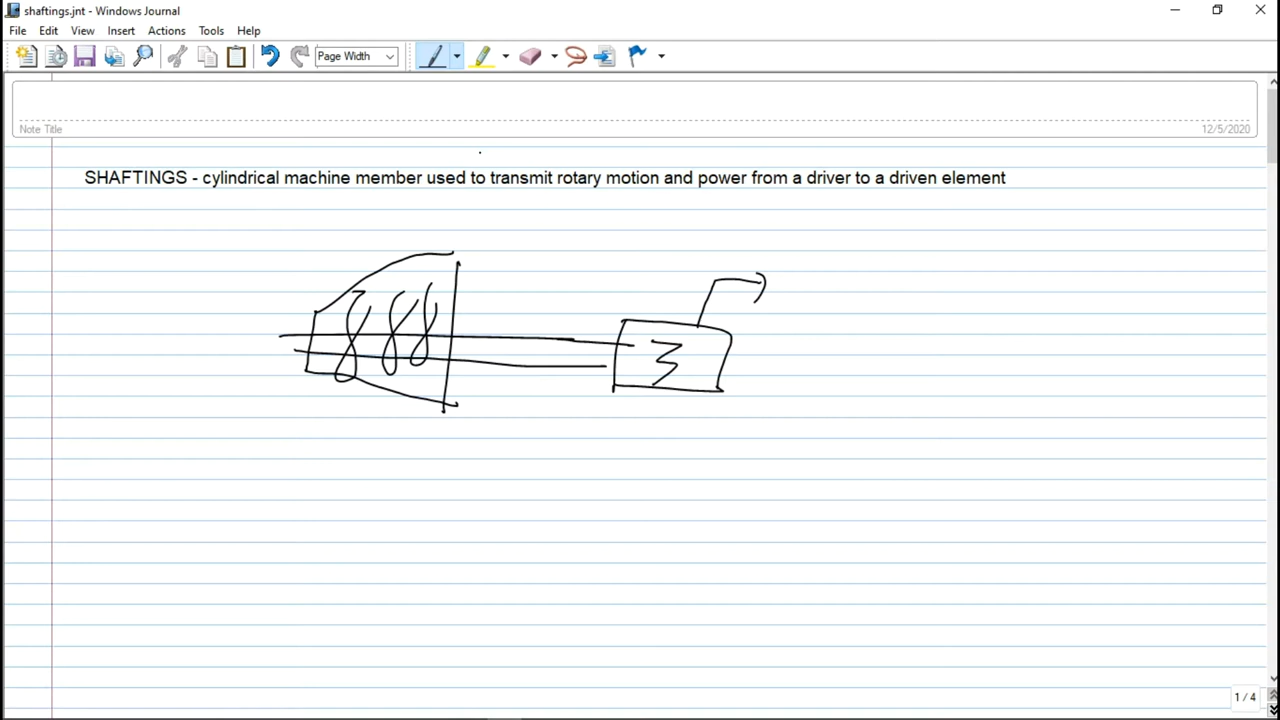 shaftings.jnt - Windows Journal
File Edit View Insert Actions Tools Help
Page Width
Note Title
12/5/2020
SHAFTINGS - cylindrical machine member used to transmit rotary motion and power from a driver to a driven element
1 / 4